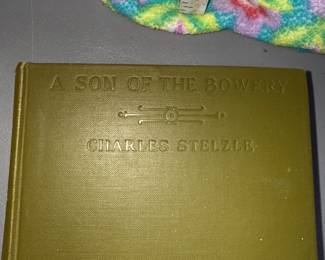 A SON OF THE BOWERY
CHARLES STELZLE